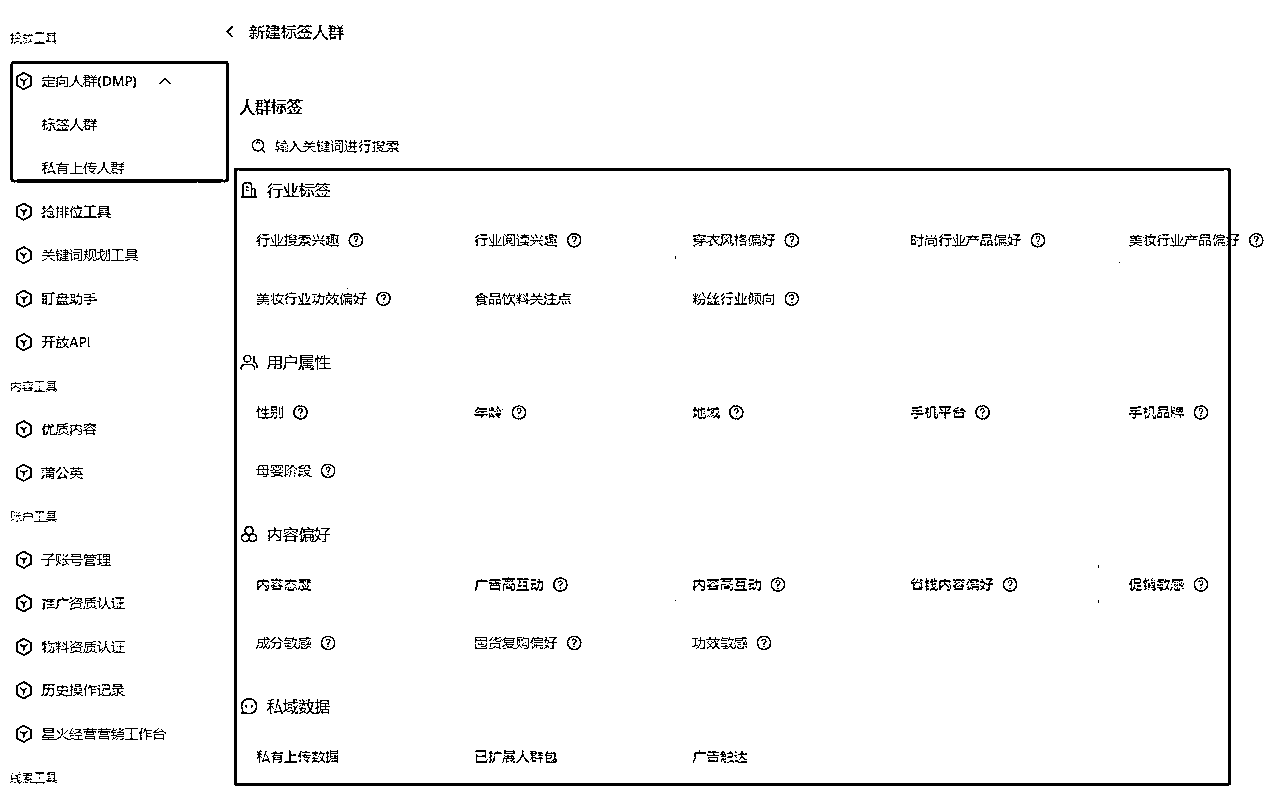 投放工具
定向人群(DMP)
标签人群
私有上传人群
抢排位工具
关键词规划工具
盯盘助手
开放API
内容工具
优质内容
蒲公英
账户工具
子账号管理
推广资质认证
物料资质认证
历史操作记录
星火经营营销工作台
线索工具
新建标签人群
人群标签
输入关键词进行搜索
行业标签
行业搜索兴趣 行业阅读兴趣 穿衣风格偏好 时尚行业产品偏好 美妆行业产品偏好
美妆行业功效偏好 食品饮料关注点 粉丝行业倾向
用户属性
性别 年龄 地域 手机平台 手机品牌
母婴阶段
内容偏好
内容态度 广告高互动 内容高互动 省钱内容偏好 促销敏感
成分敏感 囤货复购偏好 功效敏感
私域数据
私有上传数据 已扩展人群包 广告触达